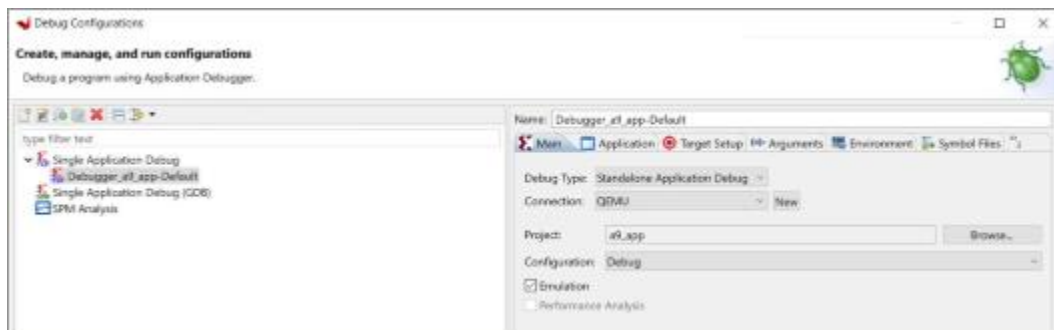 Debug Configurations
Create, manage, and run configurations
Debug a program using Application Debugger.
type filter text
Single Application Debug
Debugger_a9_app-Default
Single Application Debug (GDB)
SPM Analysis
Name: Debugger_a9_app-Default
Main Application Target Setup Arguments Environment Symbol Files
Debug Type: Standalone Application Debug
Connection: QEMU New
Project: a9_app Browse...
Configuration: Debug
Emulation
Performance Analysis